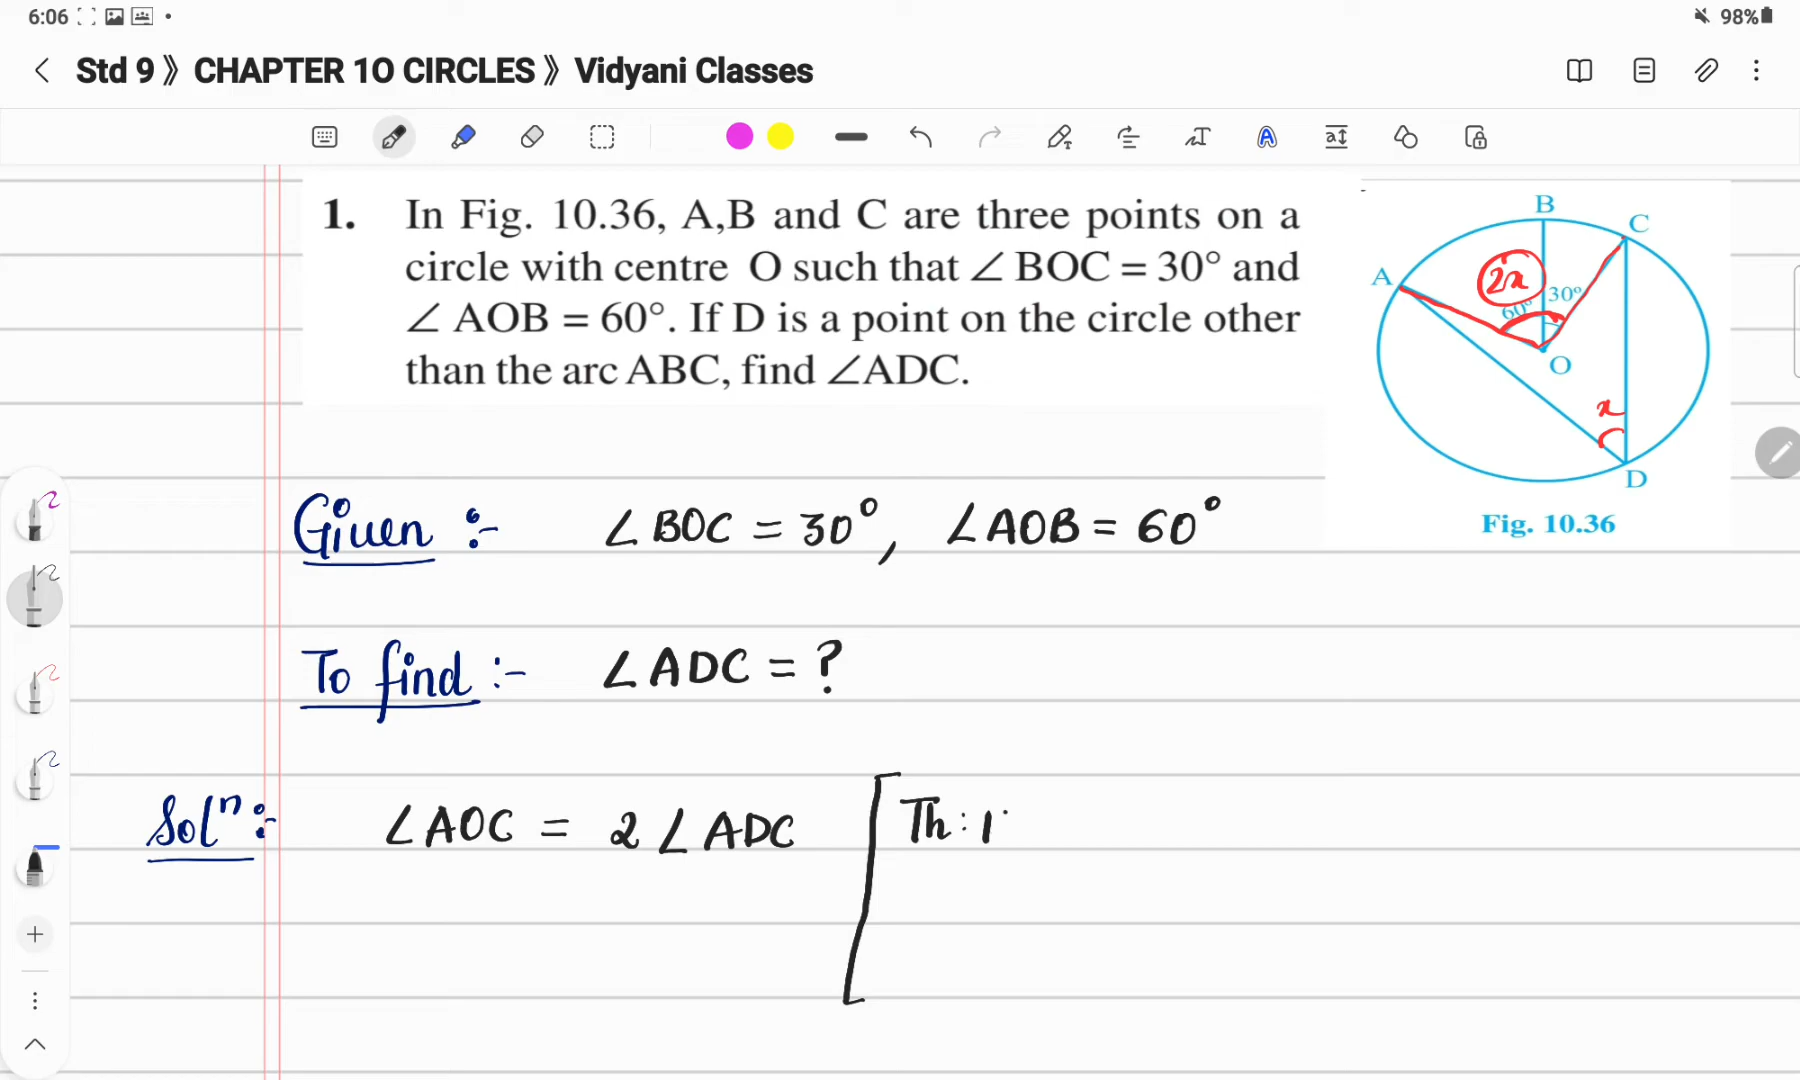 6:06
98%
Std 9 》 CHAPTER 1O CIRCLES 》 Vidyani Classes
1. In Fig. 10.36, A,B and C are three points on a
circle with centre O such that ∠ BOC = 30° and
∠ AOB = 60°. If D is a point on the circle other
than the arc ABC, find ∠ADC.
B
C
A
2x
30°
60°
O
x
D
Fig. 10.36
Given :- ∠ BOC = 30°, ∠AOB = 60°
To find :- ∠ADC = ?
Solⁿ :- ∠AOC = 2 ∠ADC [Th: 1